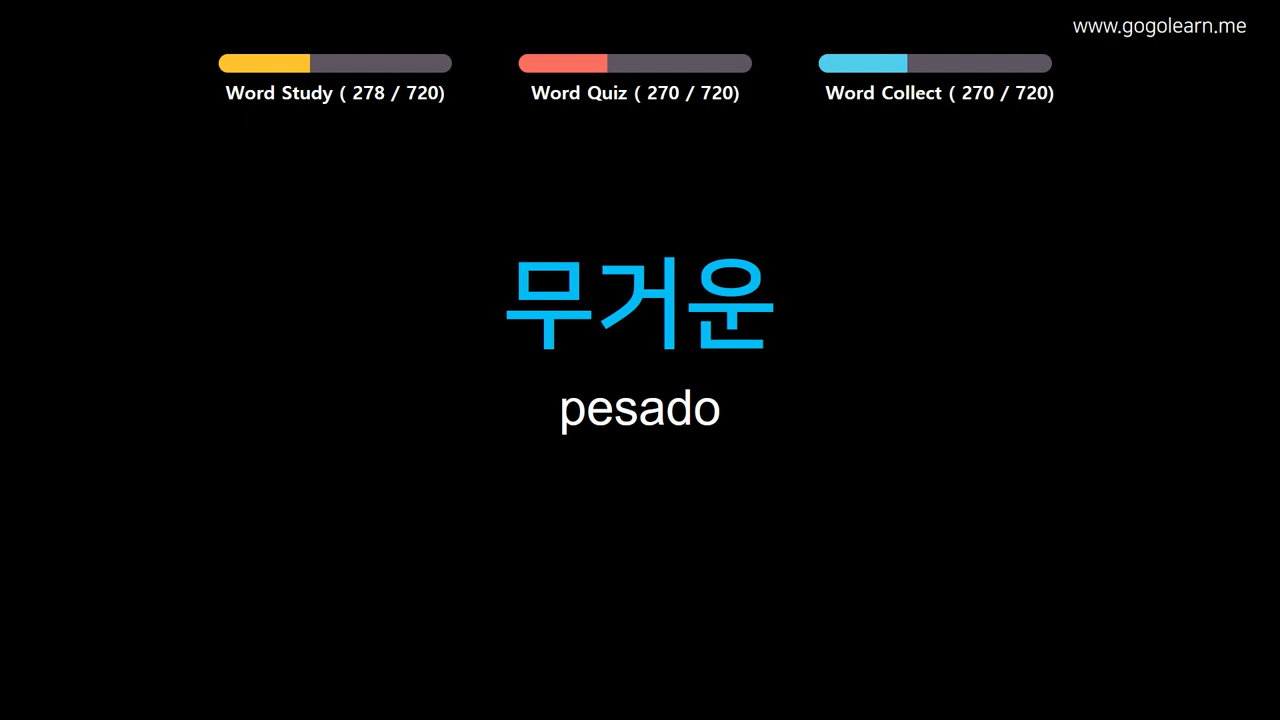 www.gogolearn.me
Word Study ( 278 / 720)
Word Quiz ( 270 / 720)
Word Collect ( 270 / 720)
무거운
pesado